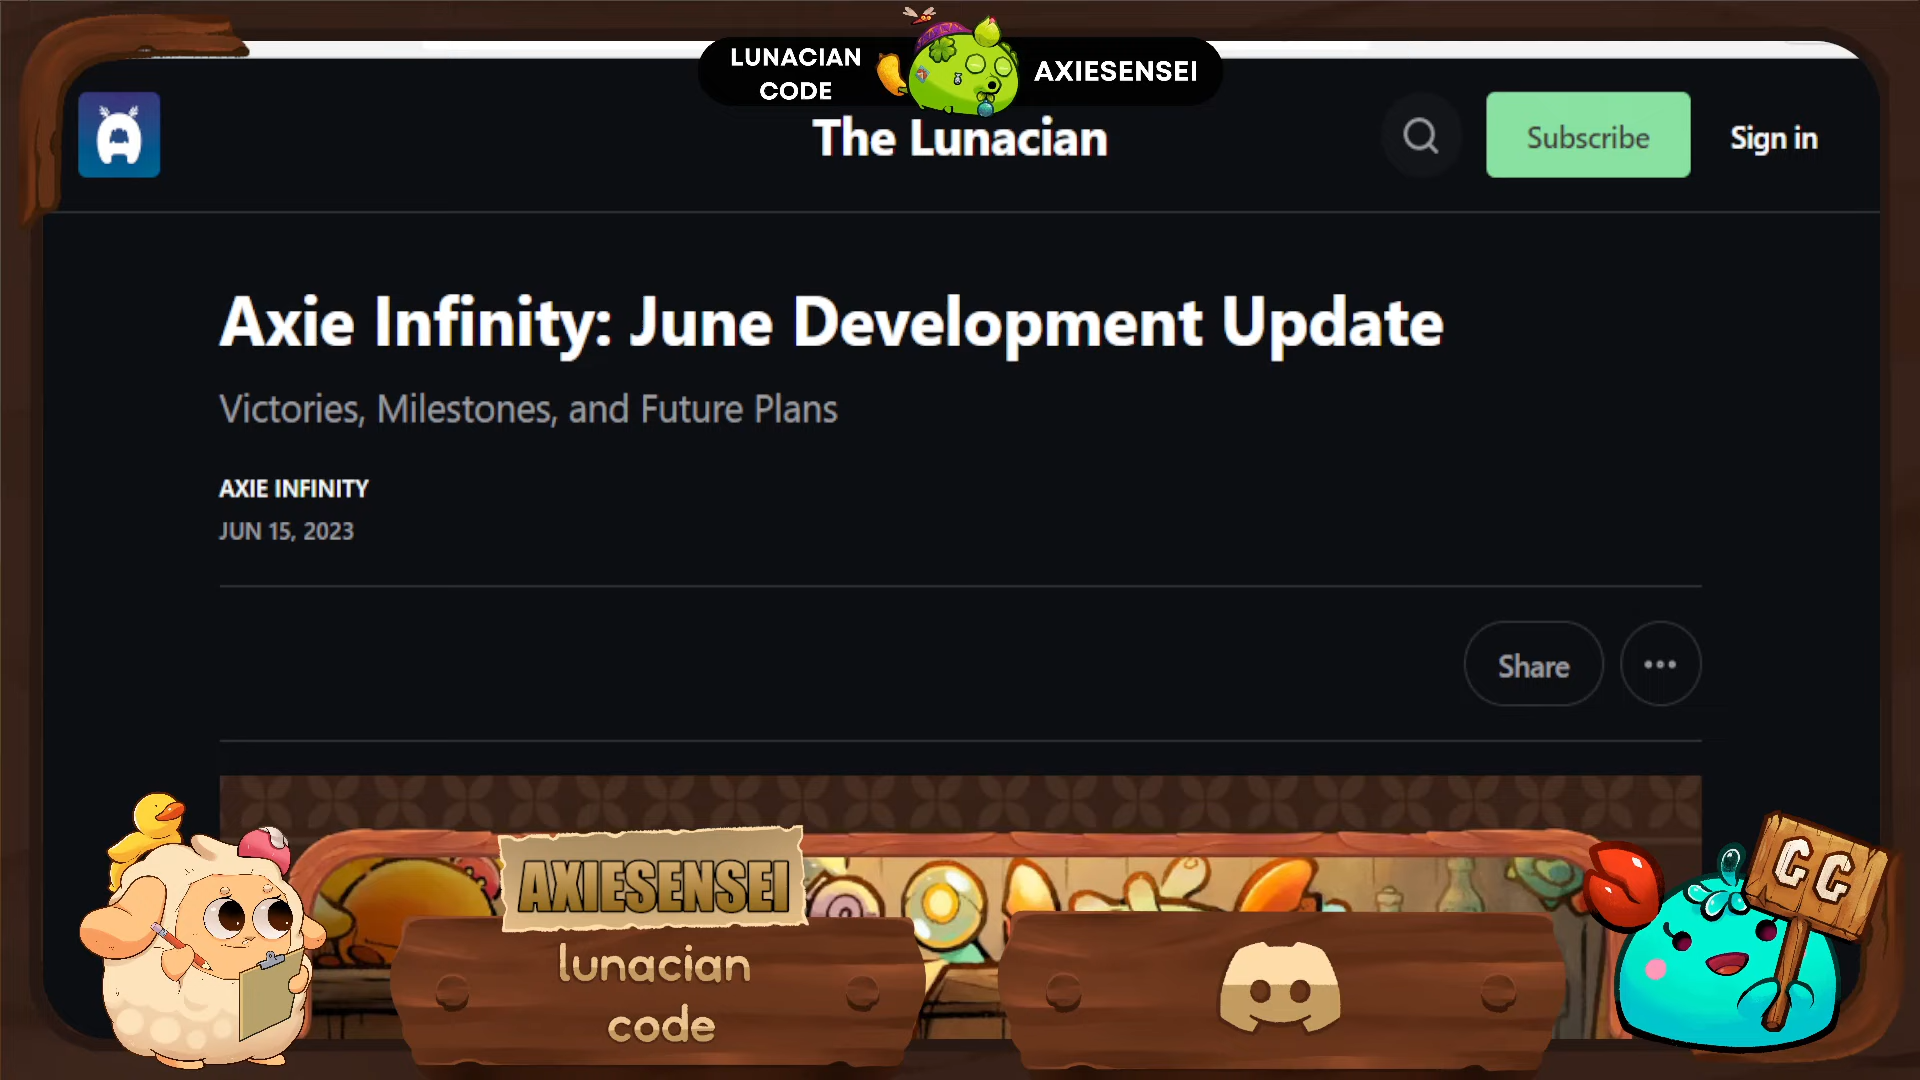 LUNACIAN
CODE
AXIESENSEI
The Lunacian
Subscribe
Sign in
Axie Infinity: June Development Update
Victories, Milestones, and Future Plans
AXIE INFINITY
JUN 15, 2023
Share
AXIESENSEI
lunacian
code
CC